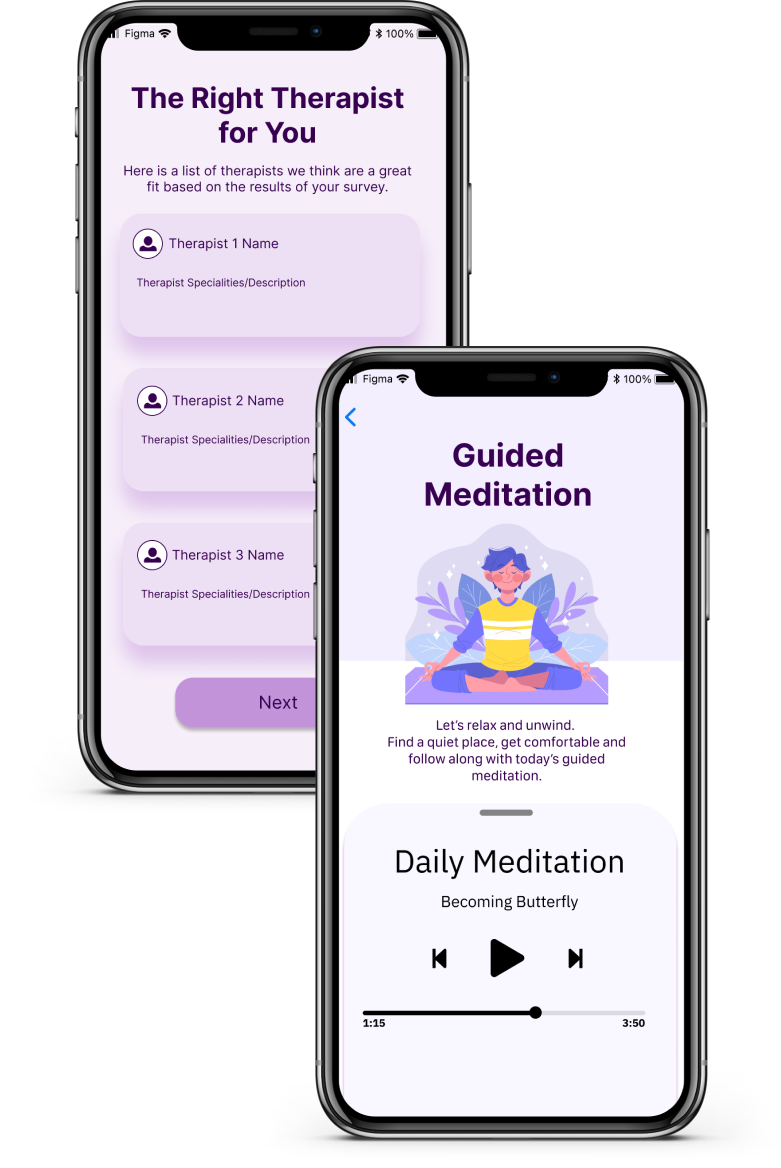 Figma 100%
The Right Therapist
for You
Here is a list of therapists we think are a great
fit based on the results of your survey.
Therapist 1 Name
Therapist Specialities/Description
Therapist 2 Name
Therapist Specialities/Description
Therapist 3 Name
Therapist Specialities/Description
Next
Figma 100%
Guided
Meditation
Let's relax and unwind.
Find a quiet place, get comfortable and
follow along with today's guided
meditation.
Daily Meditation
Becoming Butterfly
1:15 3:50